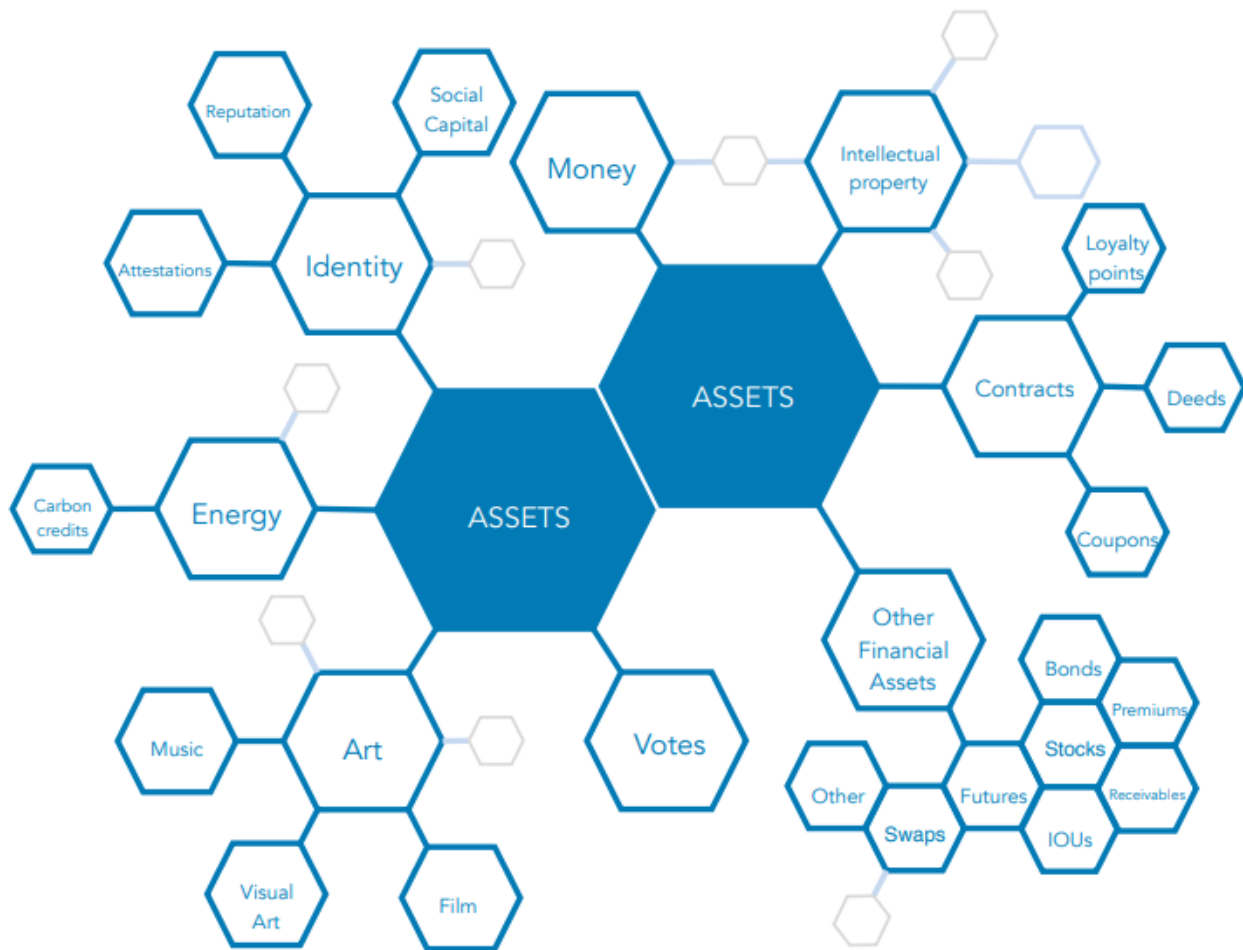 Reputation
Social
Capital
Money
Intellectual
property
Attestations
Identity
Loyalty
points
ASSETS
Contracts
Deeds
Carbon
credits
Energy
ASSETS
Coupons
Other
Financial
Assets
Bonds
Premiums
Music
Art
Votes
Stocks
Other
Futures
Receivables
Swaps
IOUs
Visual
Art
Film